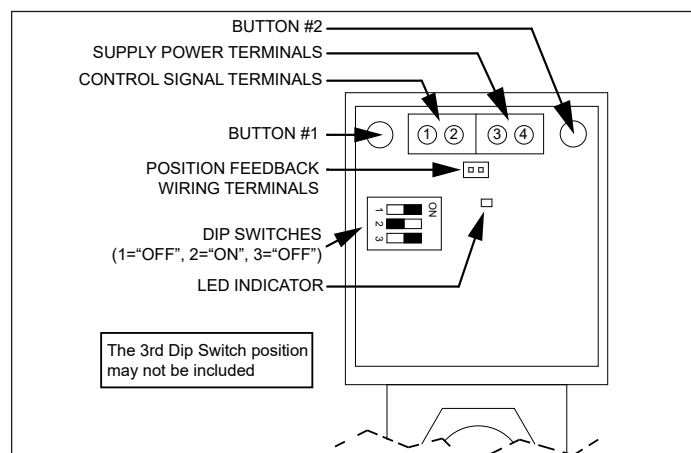 BUTTON #2
SUPPLY POWER TERMINALS
CONTROL SIGNAL TERMINALS
BUTTON #1
1 2 3 4
POSITION FEEDBACK
WIRING TERMINALS
ON
1
2
3
DIP SWITCHES
(1=“OFF”, 2=“ON”, 3=“OFF”)
LED INDICATOR
The 3rd Dip Switch position
may not be included